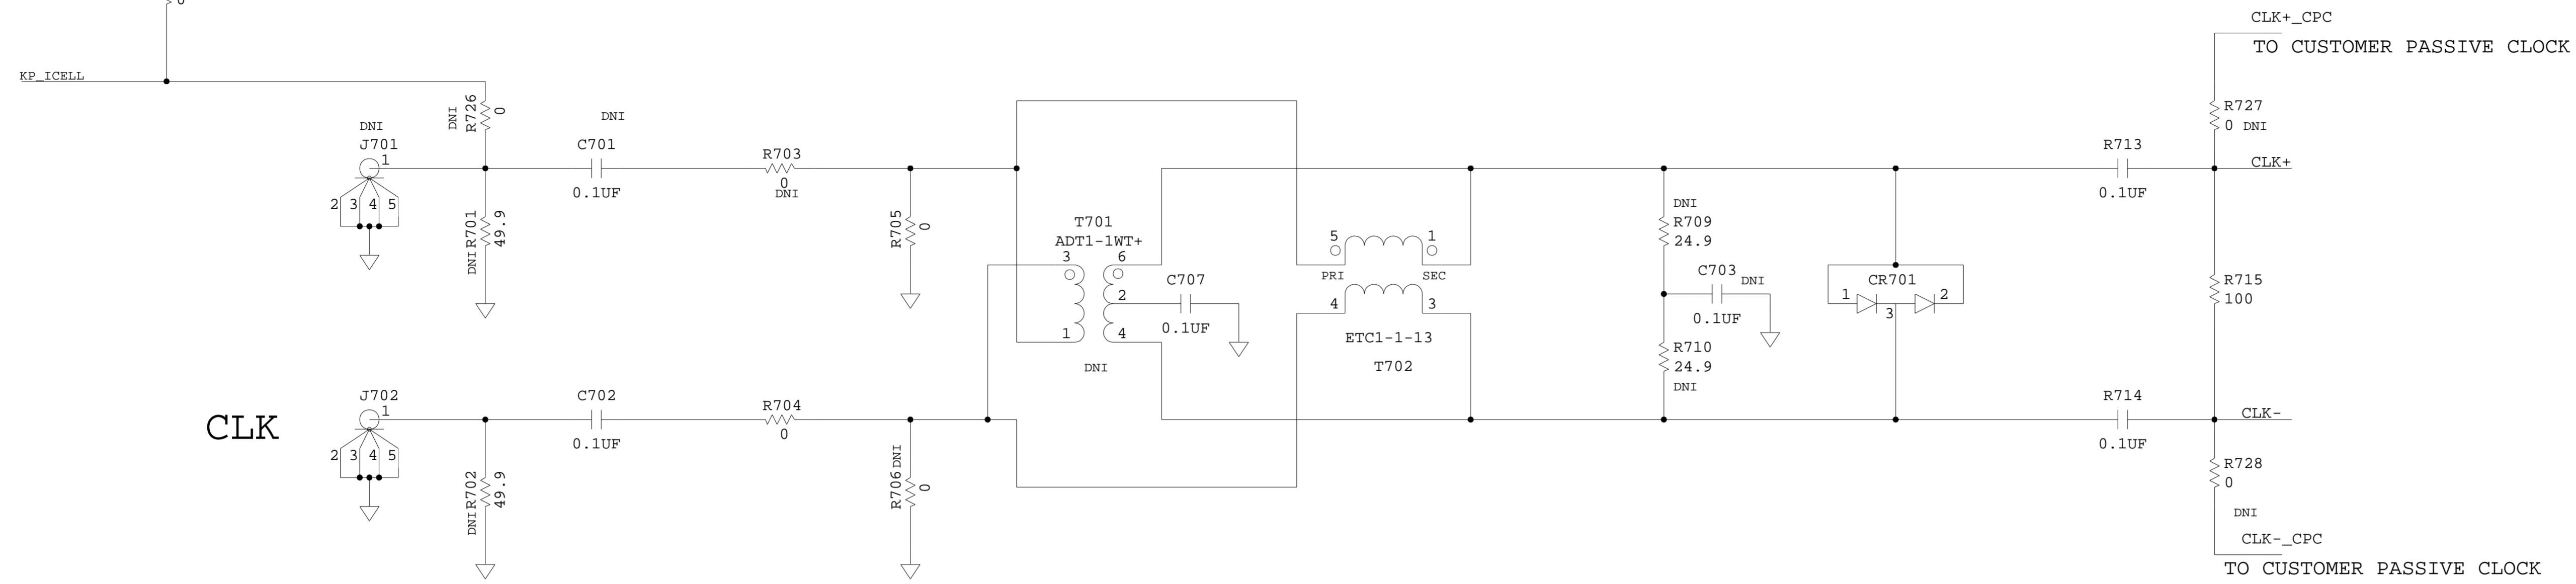 0
CLK+_CPC
TO CUSTOMER PASSIVE CLOCK
KP_ICELL
DNI
R726
0
DNI
J701
1
2 3 4 5
DNI
C701
0.1UF
DNI
R701
49.9
R703
0
DNI
R705
0
T701
ADT1-1WT+
3
6
2
1
4
DNI
C707
0.1UF
5
1
PRI
SEC
4
3
ETC1-1-13
T702
DNI
R709
24.9
C703
DNI
0.1UF
R710
24.9
DNI
CR701
1
2
3
R713
0.1UF
R727
0 DNI
CLK+
R715
100
CLK
J702
1
2 3 4 5
DNI
R702
49.9
C702
0.1UF
R704
0
R706
DNI
0
R714
0.1UF
CLK-
R728
0
DNI
CLK-_CPC
TO CUSTOMER PASSIVE CLOCK